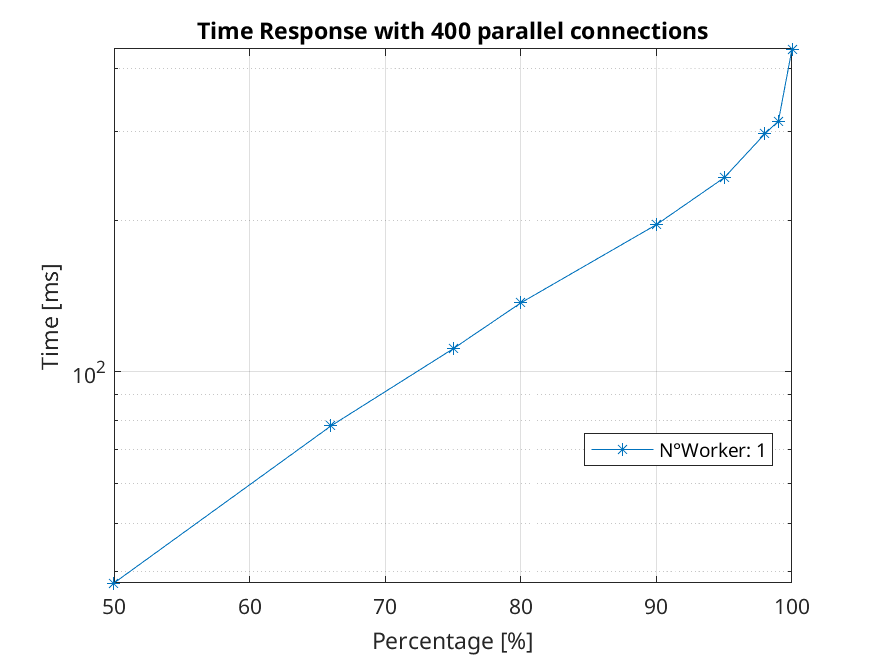 Time Response with 400 parallel connections
Time [ms]
10²
N°Worker: 1
50 60 70 80 90 100
Percentage [%]